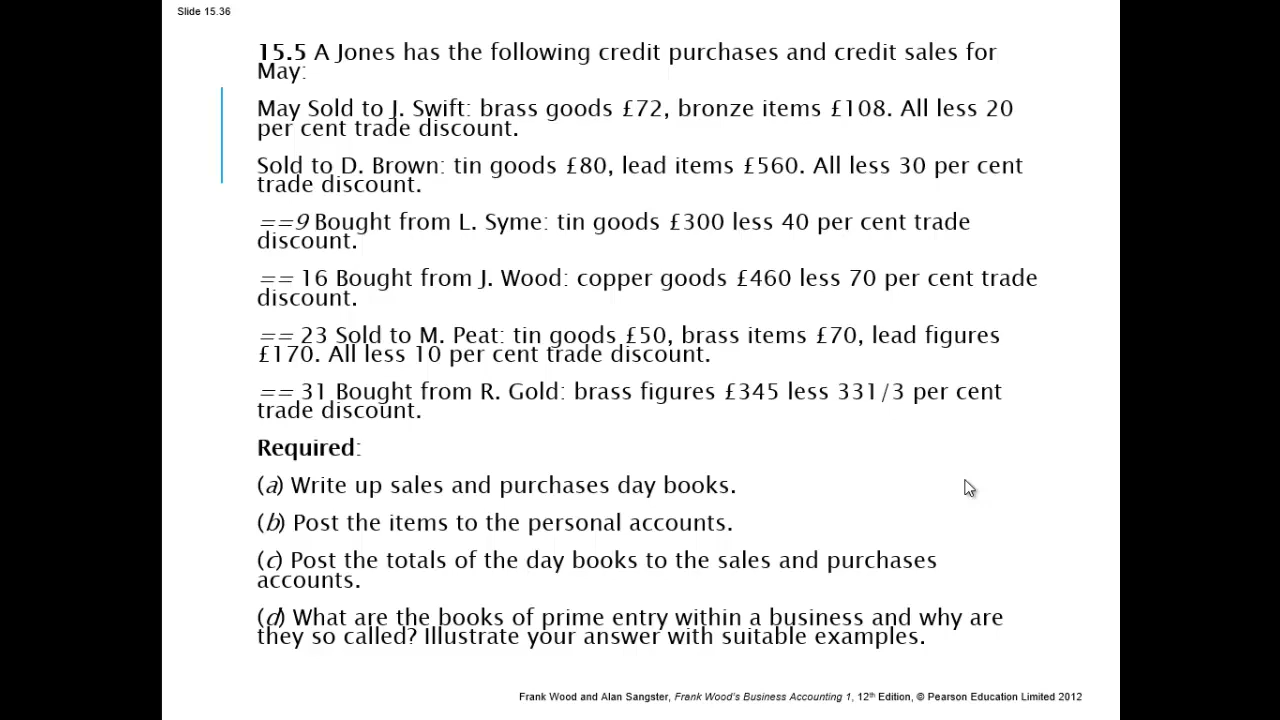 Slide 15.36
15.5 A Jones has the following credit purchases and credit sales for
May:
May Sold to J. Swift: brass goods £72, bronze items £108. All less 20
per cent trade discount.
Sold to D. Brown: tin goods £80, lead items £560. All less 30 per cent
trade discount.
==9 Bought from L. Syme: tin goods £300 less 40 per cent trade
discount.
== 16 Bought from J. Wood: copper goods £460 less 70 per cent trade
discount.
== 23 Sold to M. Peat: tin goods £50, brass items £70, lead figures
£170. All less 10 per cent trade discount.
== 31 Bought from R. Gold: brass figures £345 less 331/3 per cent
trade discount.
Required:
(a) Write up sales and purchases day books.
(b) Post the items to the personal accounts.
(c) Post the totals of the day books to the sales and purchases
accounts.
(d) What are the books of prime entry within a business and why are
they so called? Illustrate your answer with suitable examples.
Frank Wood and Alan Sangster, Frank Wood's Business Accounting 1, 12th Edition, © Pearson Education Limited 2012